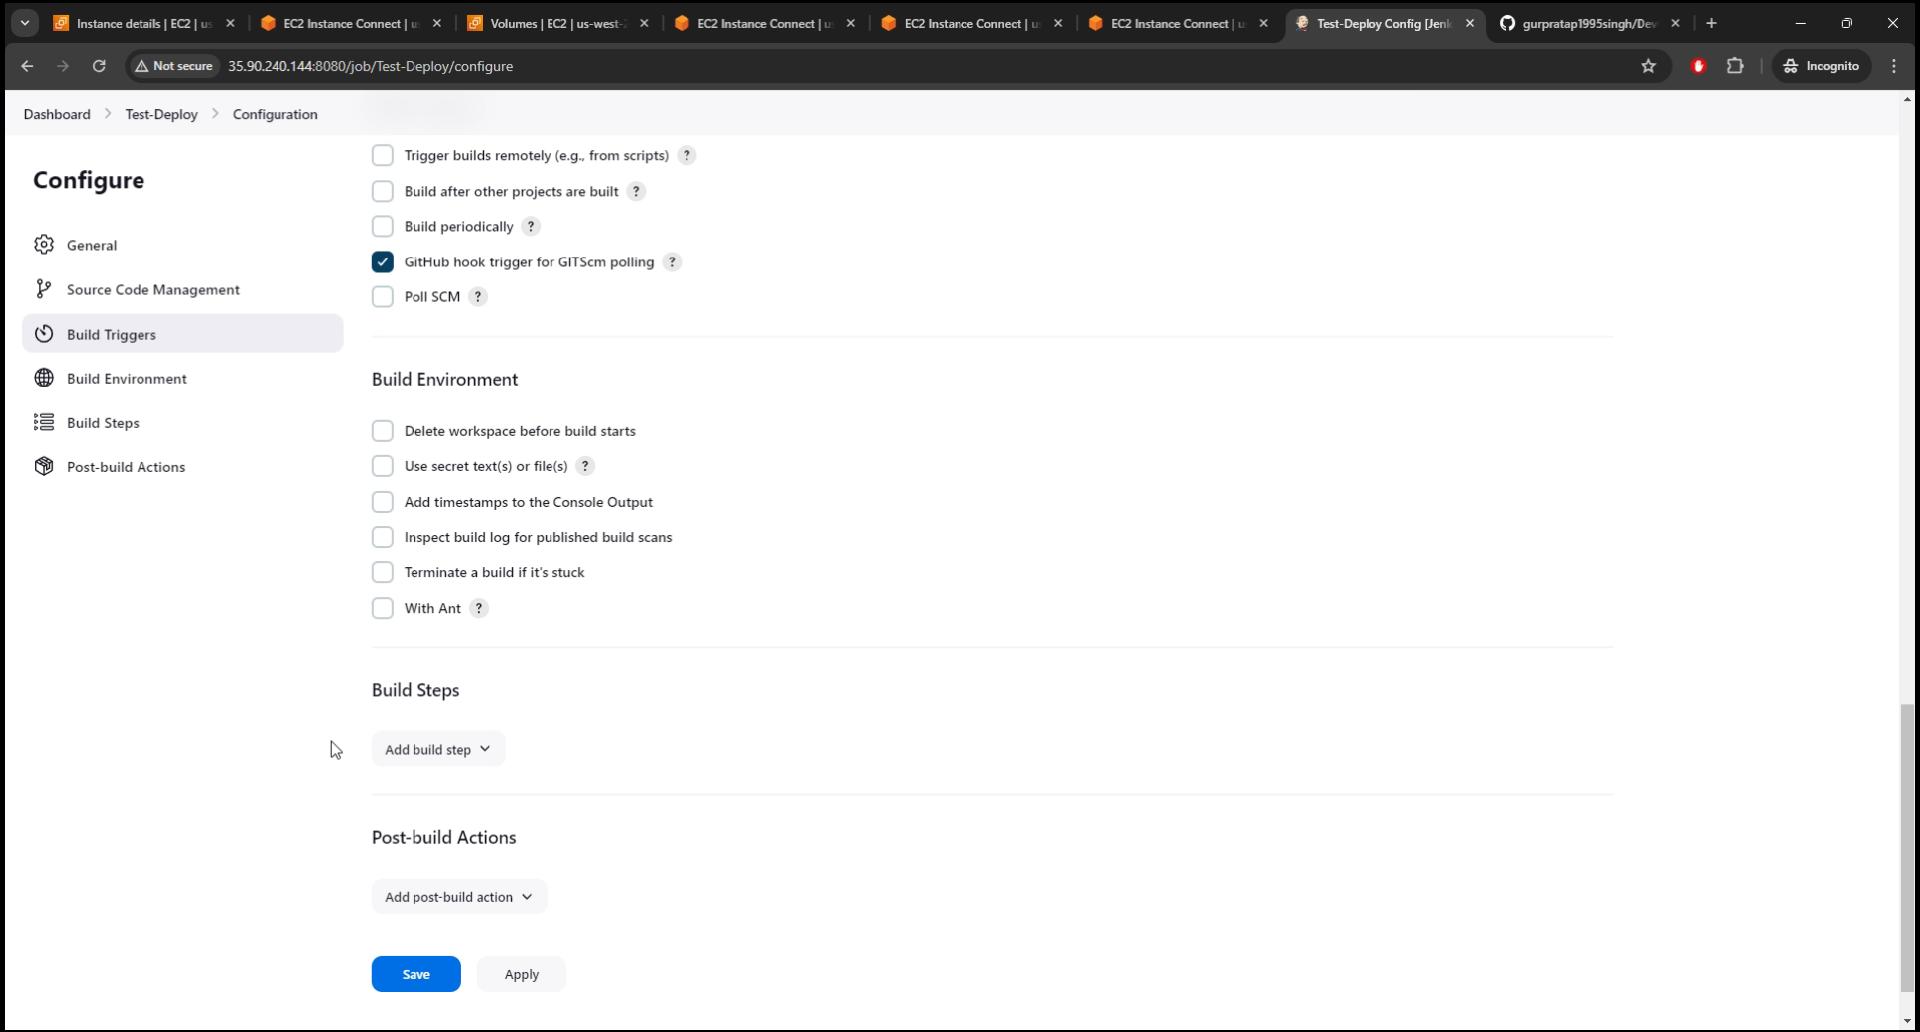 Instance details | EC2 | us
EC2 Instance Connect | u
Volumes | EC2 | us-west-
EC2 Instance Connect | u
EC2 Instance Connect | u
EC2 Instance Connect | u
Test-Deploy Config [Jenk
gurpratap1995singh/Dev
Not secure
35.90.240.144:8080/job/Test-Deploy/configure
Incognito
Dashboard
Test-Deploy
Configuration
Configure
General
Source Code Management
Build Triggers
Build Environment
Build Steps
Post-build Actions
Trigger builds remotely (e.g., from scripts) ?
Build after other projects are built ?
Build periodically ?
GitHub hook trigger for GITScm polling ?
Poll SCM ?
Build Environment
Delete workspace before build starts
Use secret text(s) or file(s) ?
Add timestamps to the Console Output
Inspect build log for published build scans
Terminate a build if it's stuck
With Ant ?
Build Steps
Add build step
Post-build Actions
Add post-build action
Save
Apply